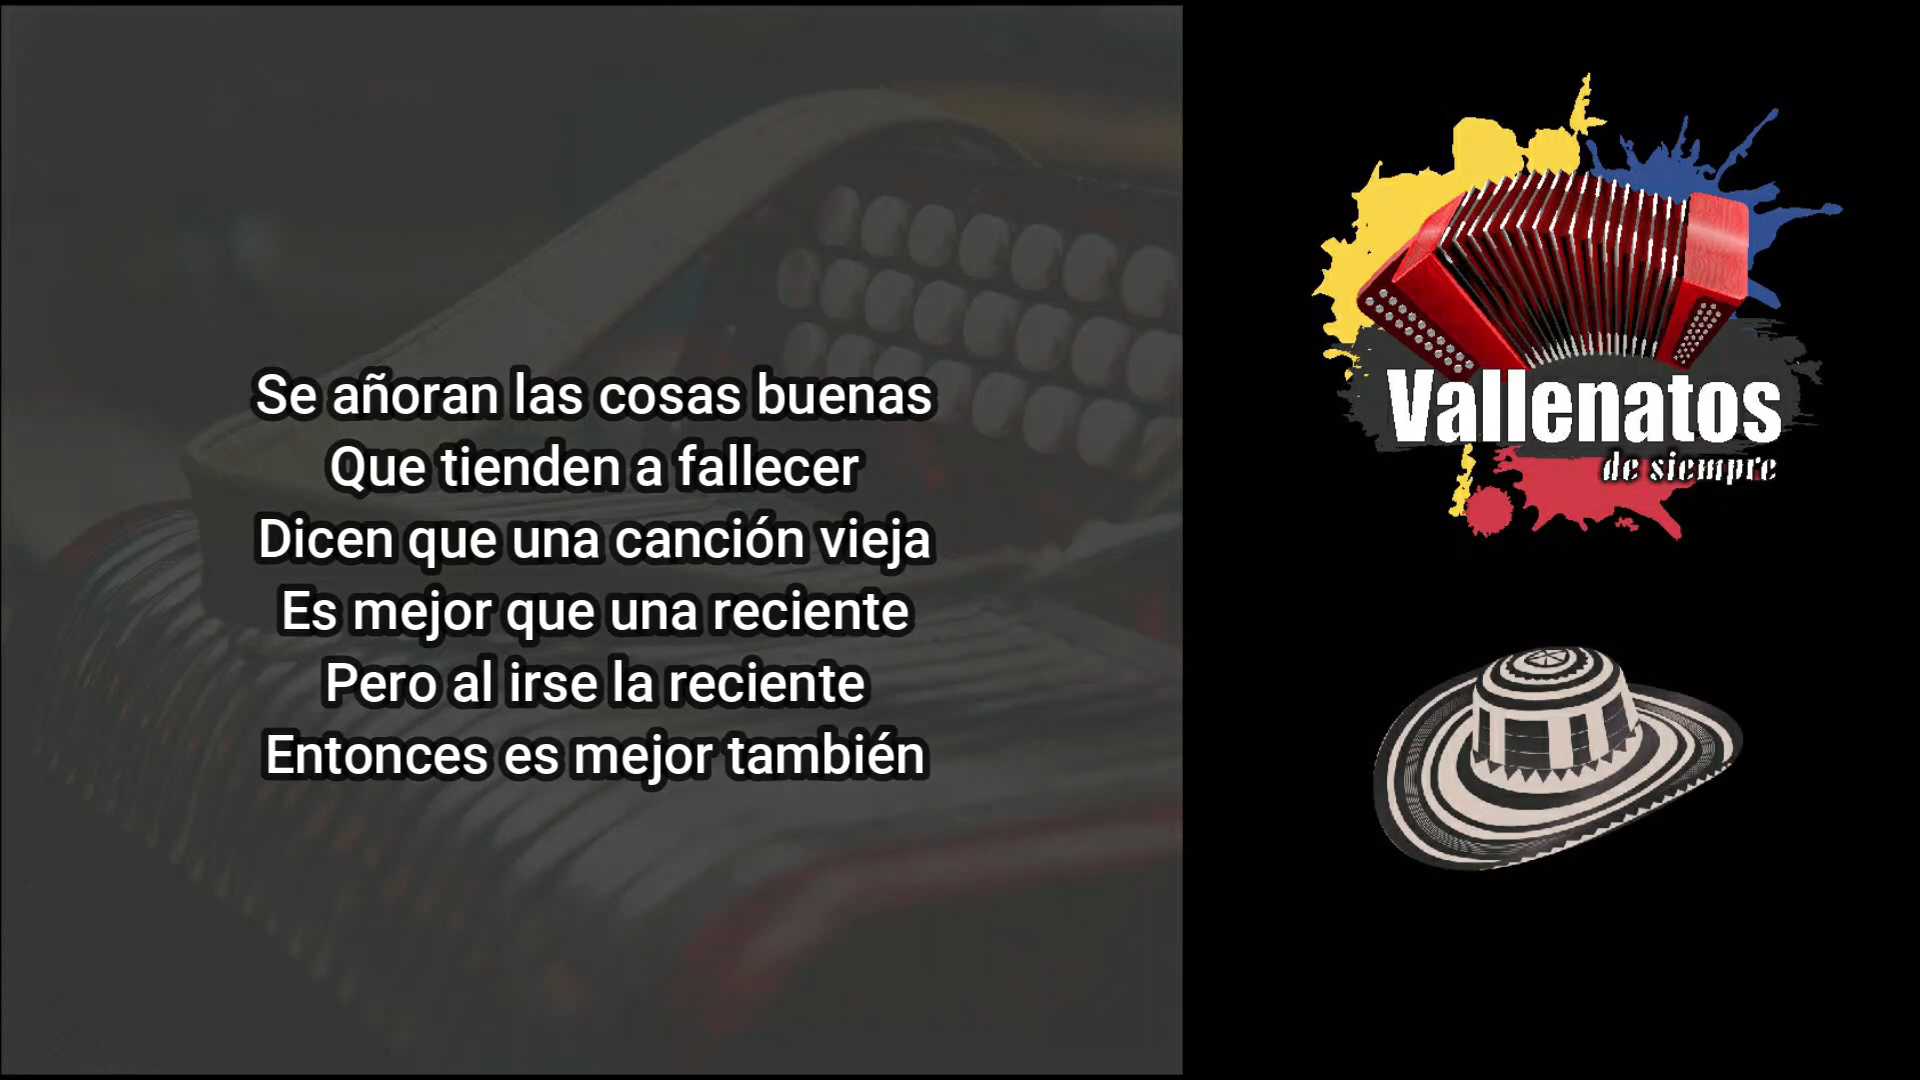 Se añoran las cosas buenas
Que tienden a fallecer
Dicen que una canción vieja
Es mejor que una reciente
Pero al irse la reciente
Entonces es mejor también
Vallenatos
de siempre